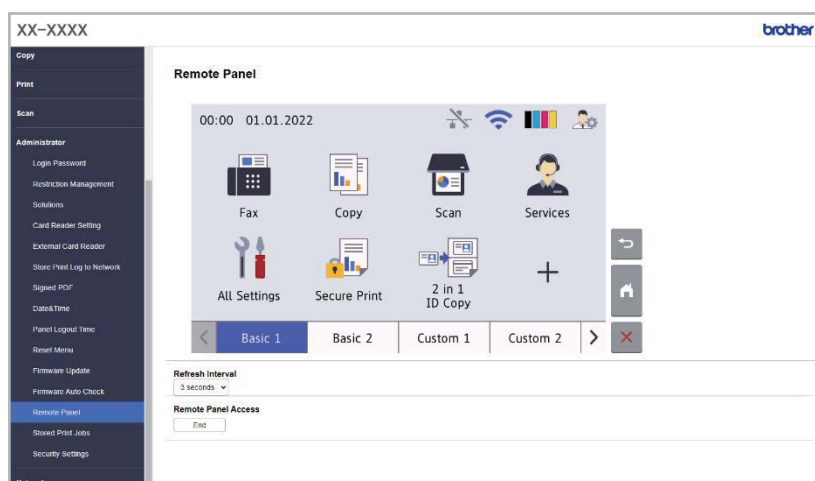 XX-XXXX
brother
Copy
Print
Scan
Administrator
Login Password
Restriction Management
Solutions
Card Reader Setting
External Card Reader
Store Print Log to Network
Signed PDF
Date&Time
Panel Logout Time
Reset Menu
Firmware Update
Firmware Auto Check
Remote Panel
Stored Print Jobs
Security Settings
Remote Panel
00:00 01.01.2022
Fax Copy Scan Services
All Settings Secure Print 2 in 1
ID Copy
Basic 1 Basic 2 Custom 1 Custom 2
Refresh Interval
3 seconds
Remote Panel Access
End